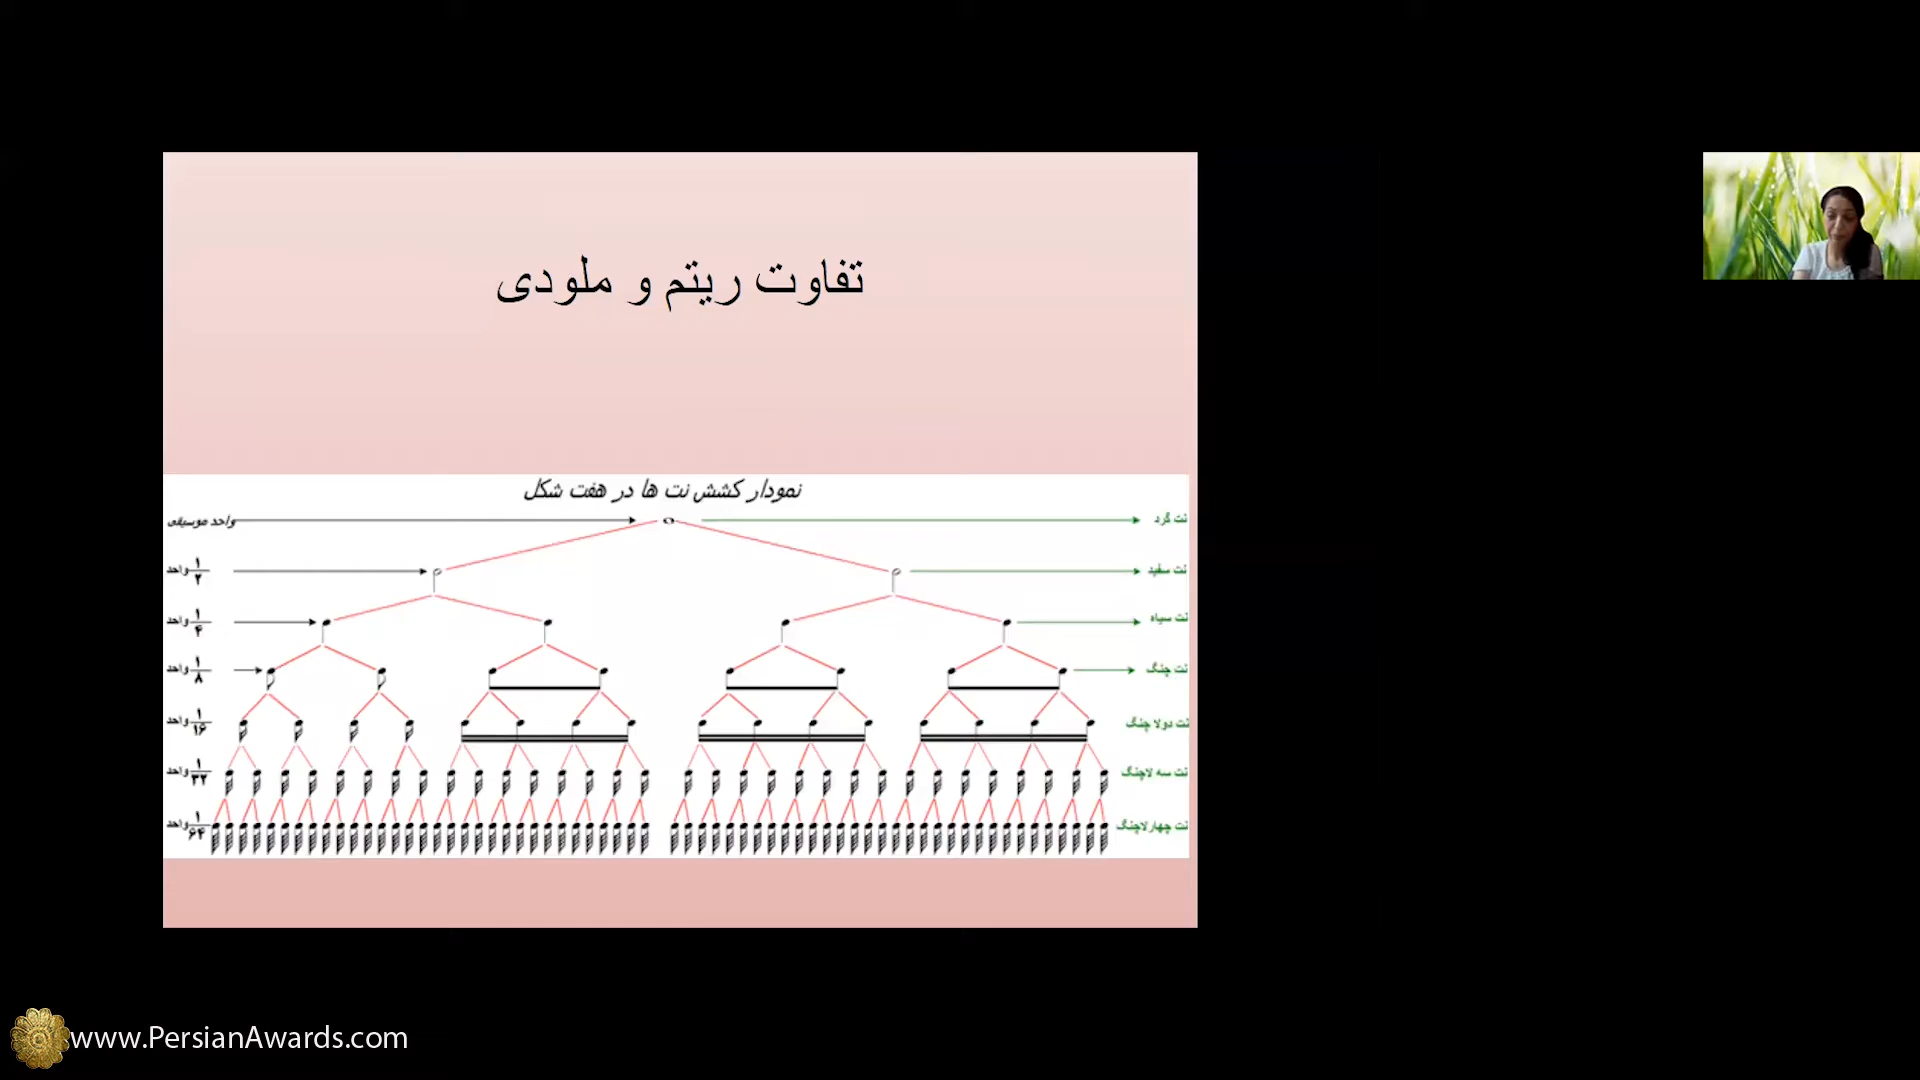 تفاوت ریتم و ملودی
نمودار کشش نت ها در هفت شکل
نت گرد
واحد موسیقی
نت سفید
۱/۲ واحد
نت سیاه
۱/۴ واحد
نت چنگ
۱/۸ واحد
نت دولا چنگ
۱/۱۶ واحد
نت سه لاچنگ
۱/۳۲ واحد
نت چهارلاچنگ
۱/۶۴ واحد
www.PersianAwards.com